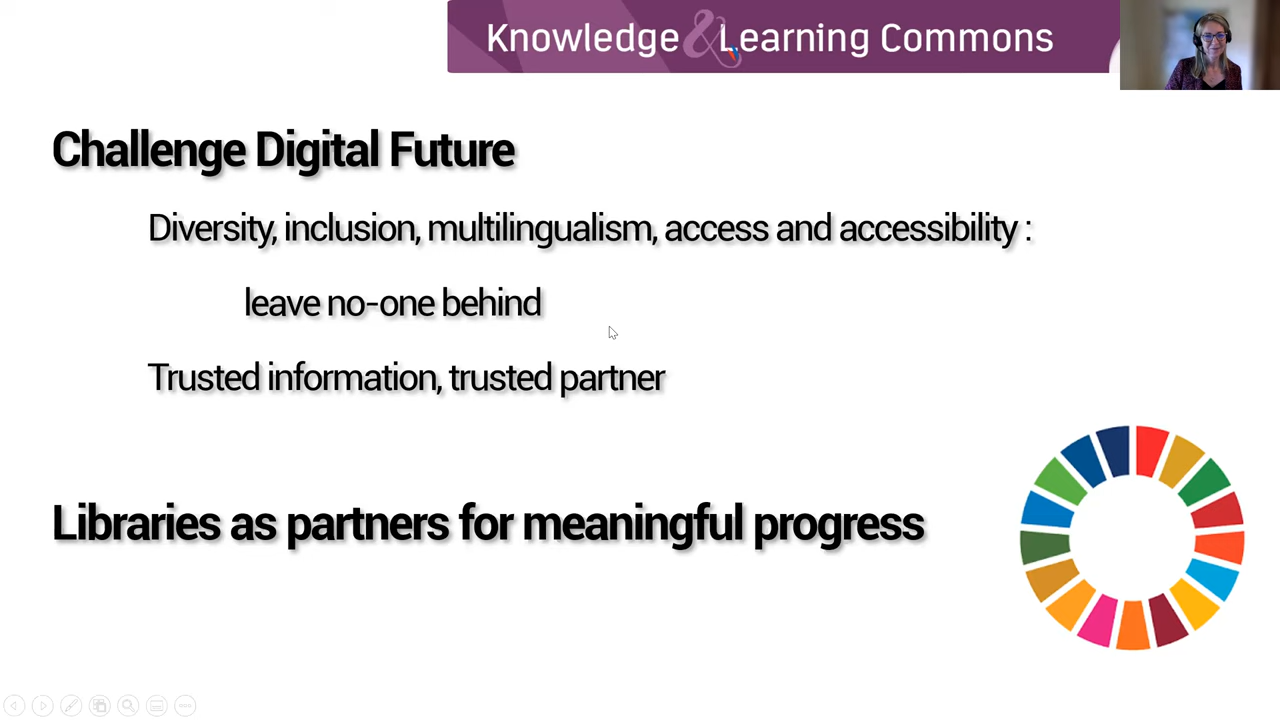 Knowledge & Learning Commons
Challenge Digital Future
Diversity, inclusion, multilingualism, access and accessibility :
leave no-one behind
Trusted information, trusted partner
Libraries as partners for meaningful progress